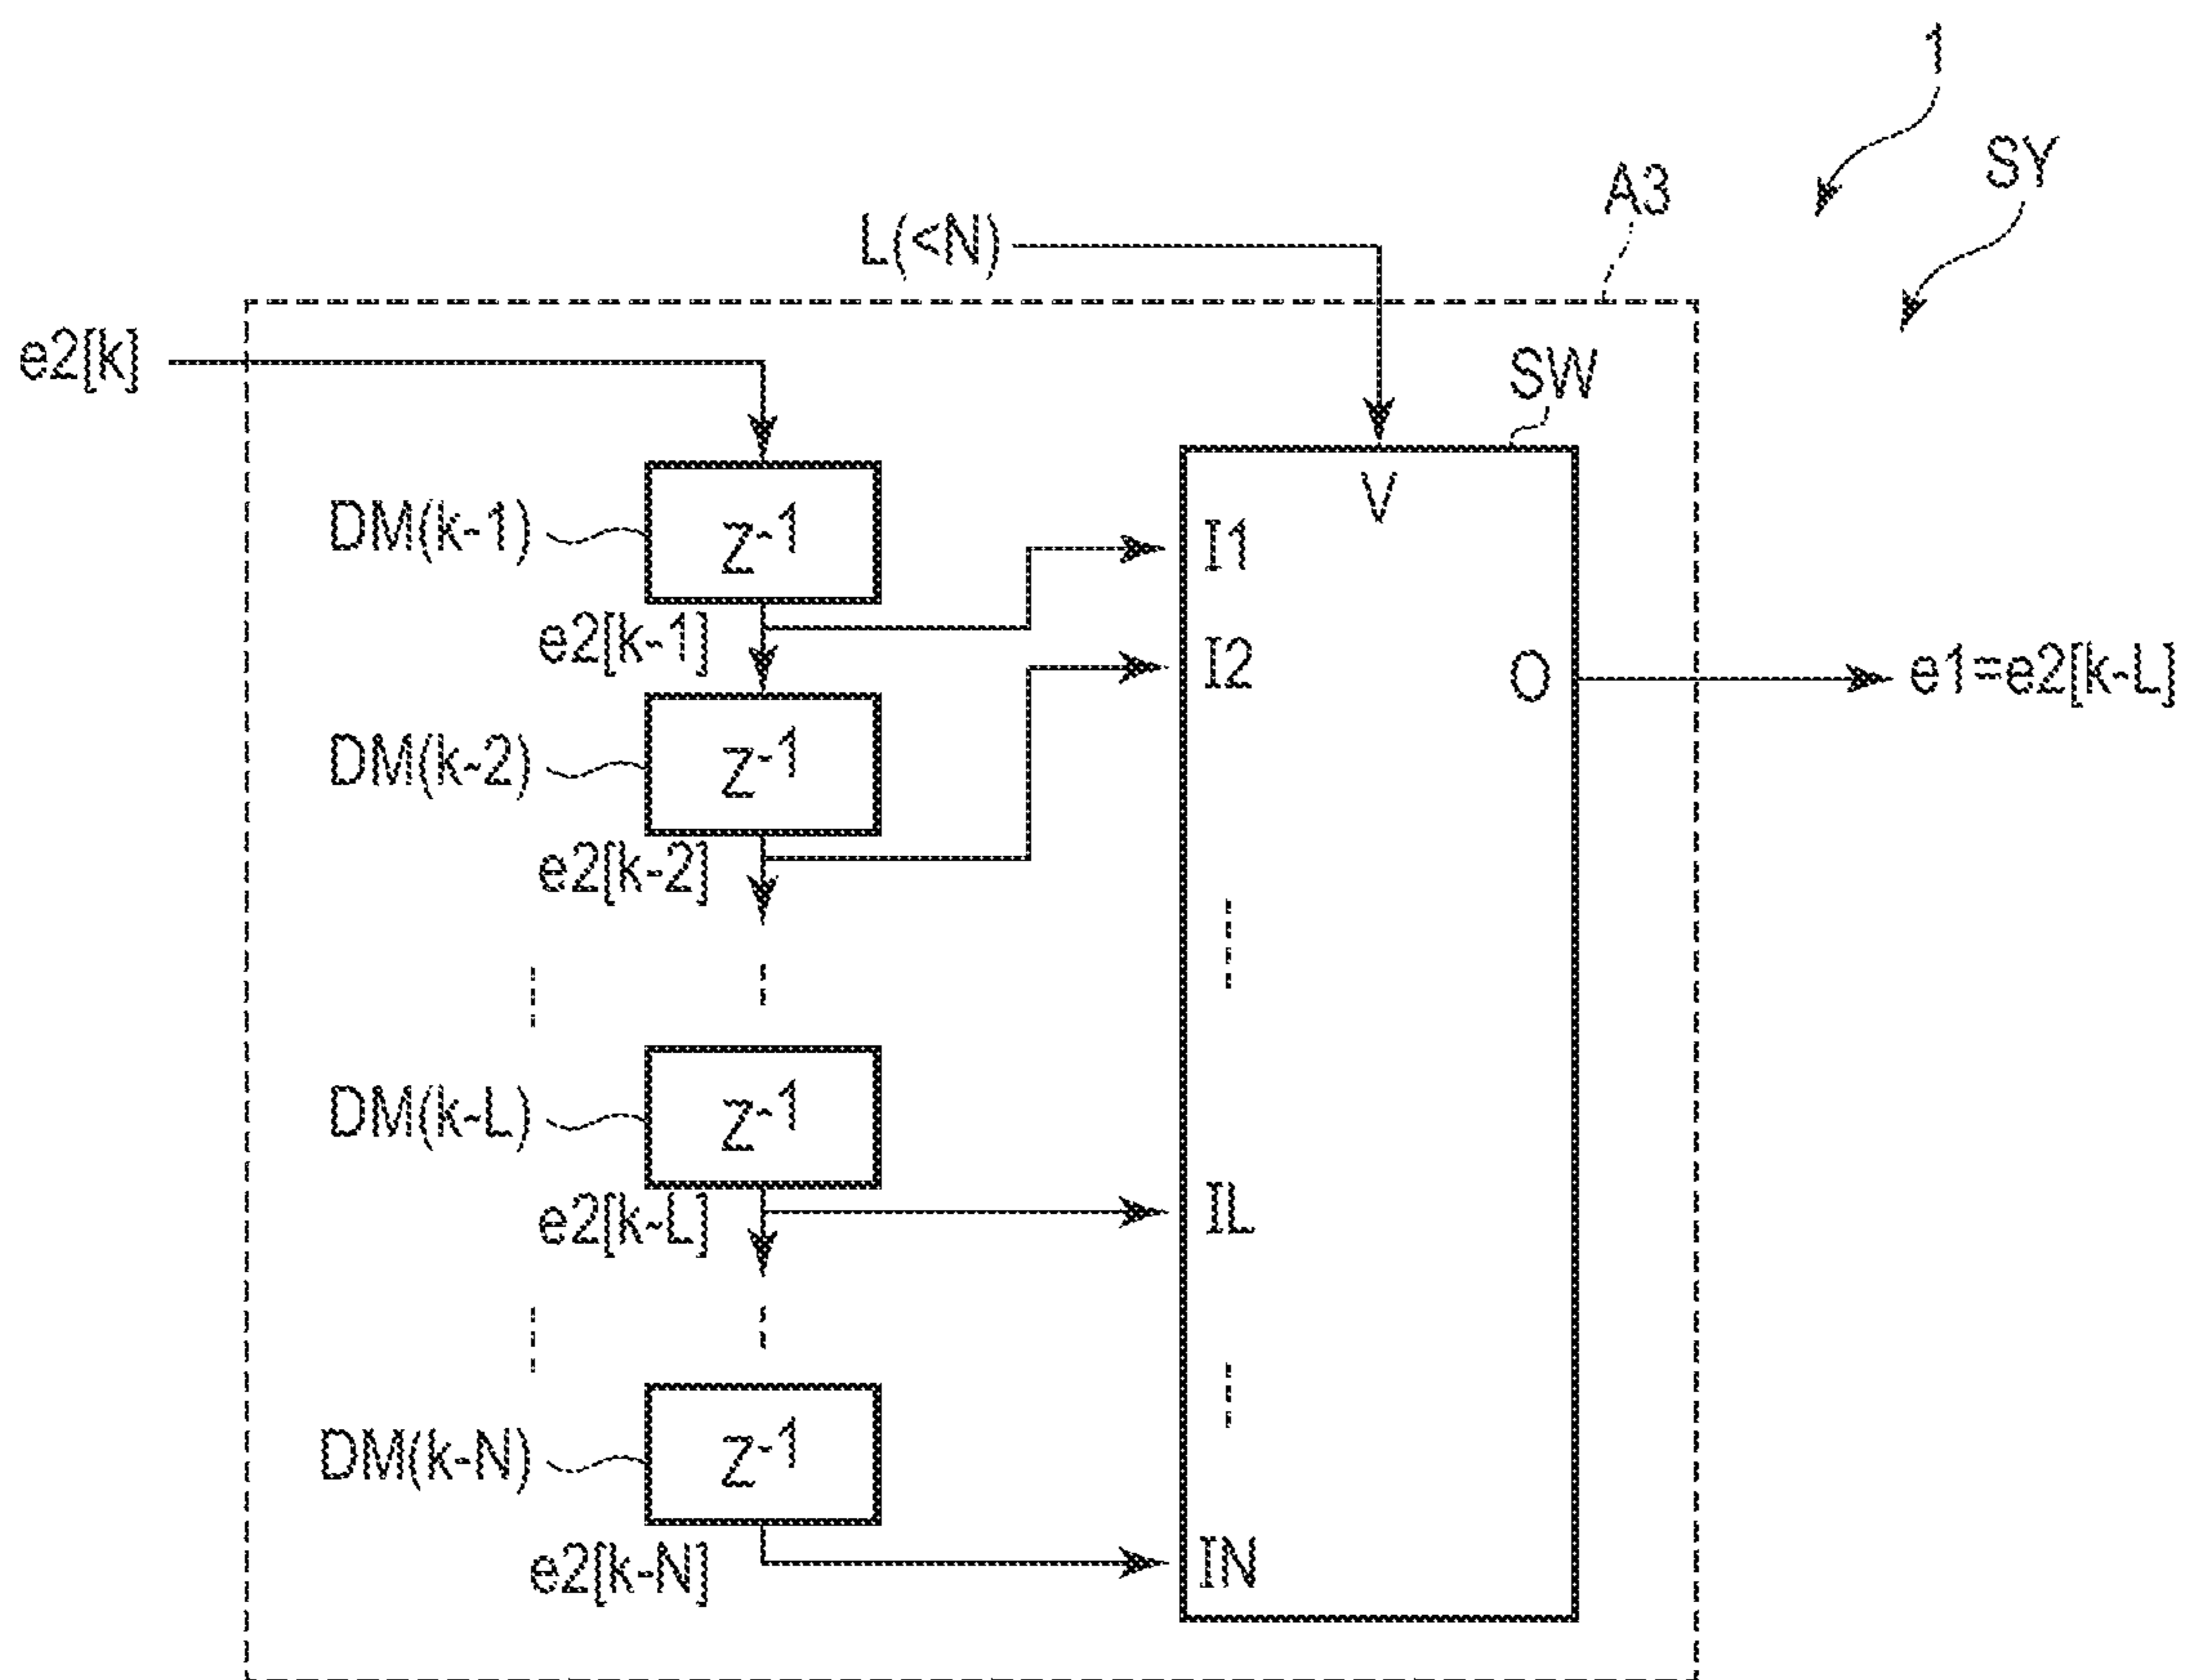 1
SY
A3
L(<N)
e2[k]
SW
V
DM(k-1)
z-1
I1
e2[k-1]
I2
O
e1=e2[k-L]
DM(k-2)
z-1
e2[k-2]
DM(k-L)
z-1
e2[k-L]
IL
DM(k-N)
z-1
e2[k-N]
IN